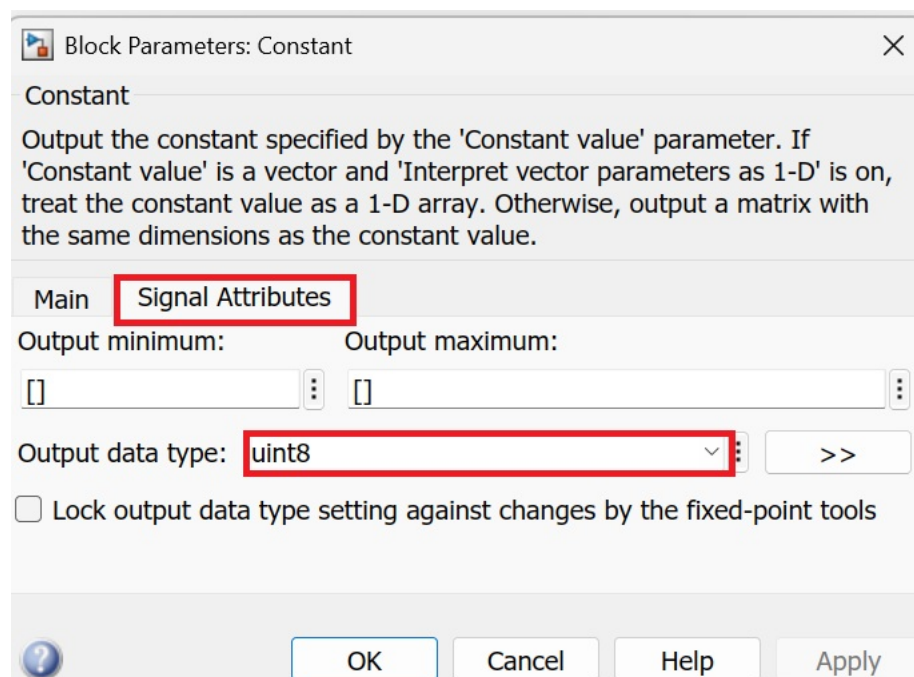 Block Parameters: Constant
Constant
Output the constant specified by the 'Constant value' parameter. If
'Constant value' is a vector and 'Interpret vector parameters as 1-D' is on,
treat the constant value as a 1-D array. Otherwise, output a matrix with
the same dimensions as the constant value.
Main Signal Attributes
Output minimum: Output maximum:
[] []
Output data type: uint8 >>
Lock output data type setting against changes by the fixed-point tools
? OK Cancel Help Apply